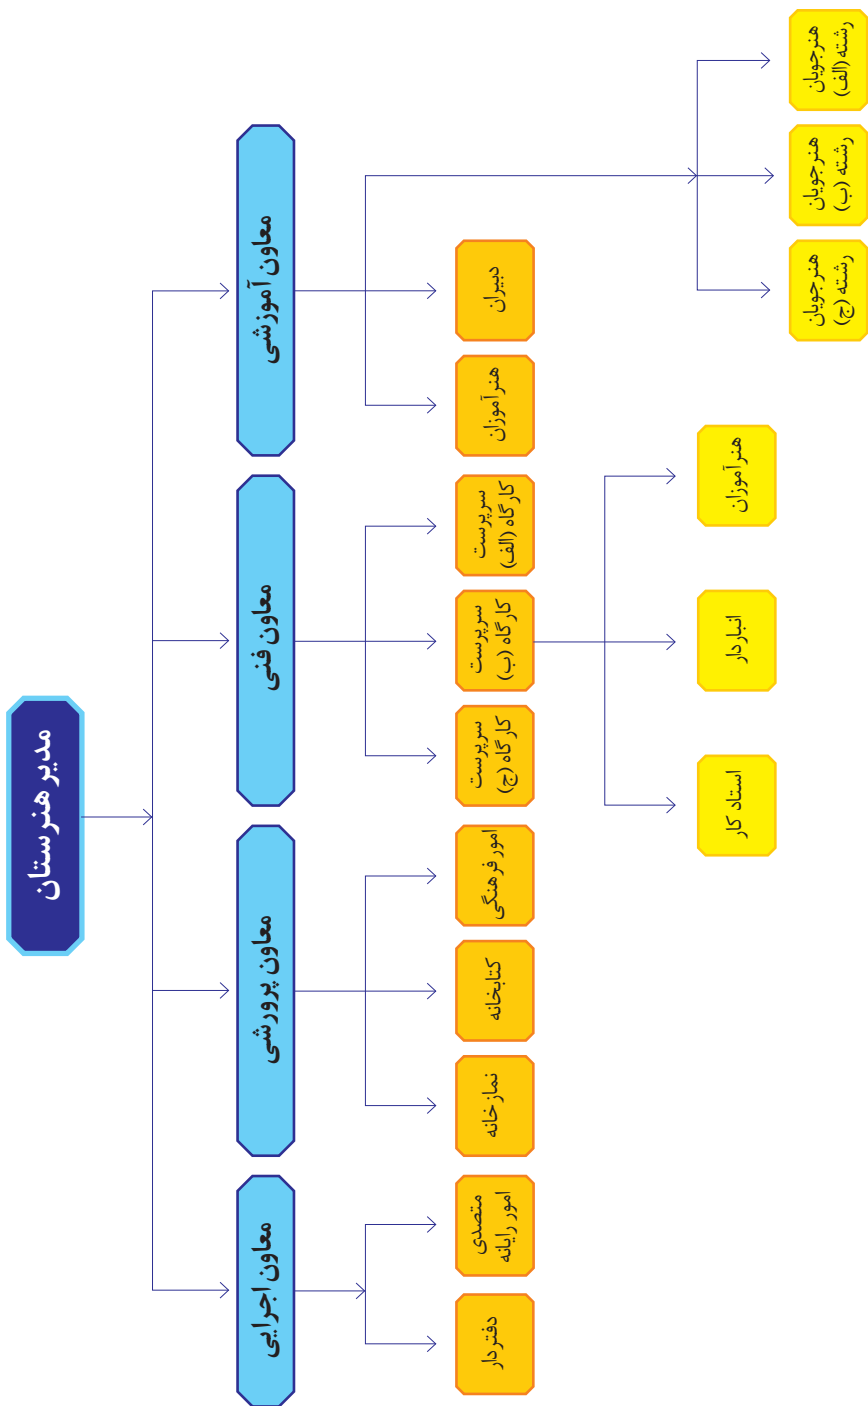 مدیر هنرستان
معاون آموزشی
معاون فنی
معاون پرورشی
معاون اجرایی
دبیران
هنرآموزان
سرپرست
کارگاه (الف)
سرپرست
کارگاه (ب)
سرپرست
کارگاه (ج)
امور فرهنگی
کتابخانه
نمازخانه
متصدی
امور رایانه
دفتردار
هنرجویان
رشته (الف)
هنرجویان
رشته (ب)
هنرجویان
رشته (ج)
هنرآموزان
انباردار
استاد کار